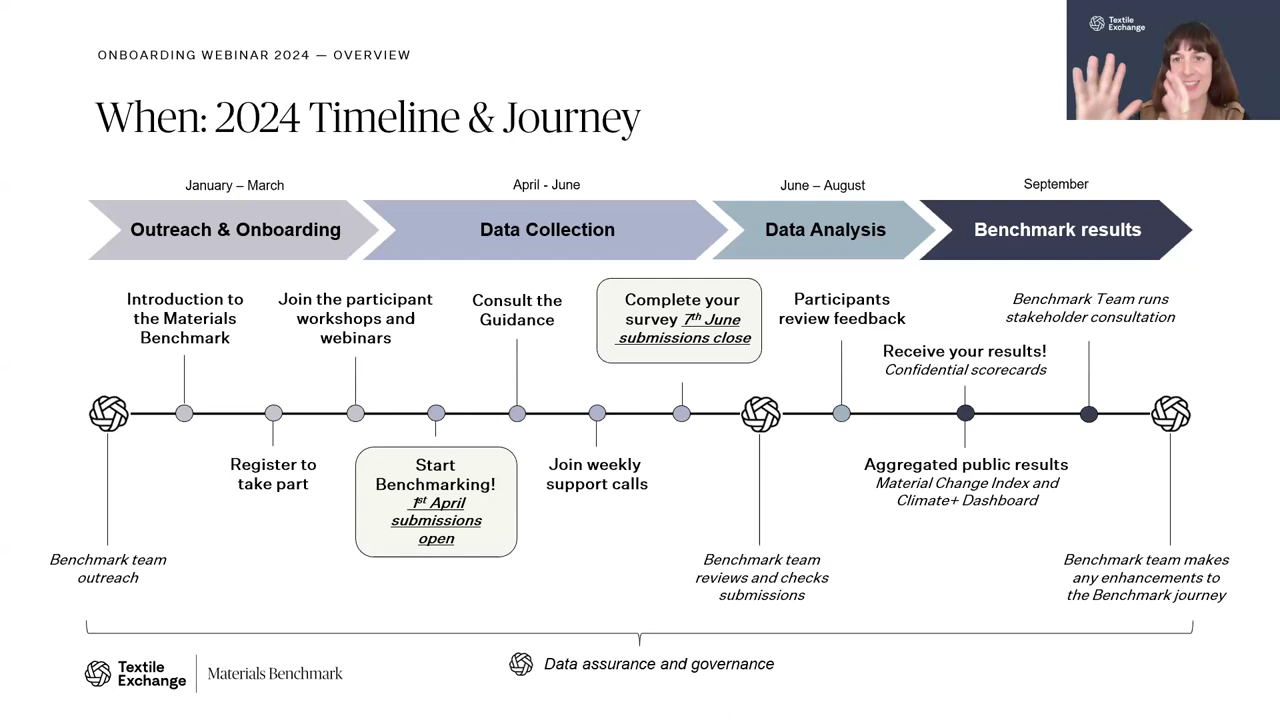 Textile
Exchange
ONBOARDING WEBINAR 2024 — OVERVIEW
When: 2024 Timeline & Journey
January – March
April - June
June – August
September
Outreach & Onboarding
Data Collection
Data Analysis
Benchmark results
Introduction to
the Materials
Benchmark
Join the participant
workshops and
webinars
Consult the
Guidance
Complete your
survey 7th June
submissions close
Participants
review feedback
Receive your results!
Confidential scorecards
Benchmark Team runs
stakeholder consultation
Register to
take part
Start
Benchmarking!
1st April
submissions
open
Join weekly
support calls
Aggregated public results
Material Change Index and
Climate+ Dashboard
Benchmark team
outreach
Benchmark team
reviews and checks
submissions
Benchmark team makes
any enhancements to
the Benchmark journey
Textile
Exchange
Materials Benchmark
Data assurance and governance